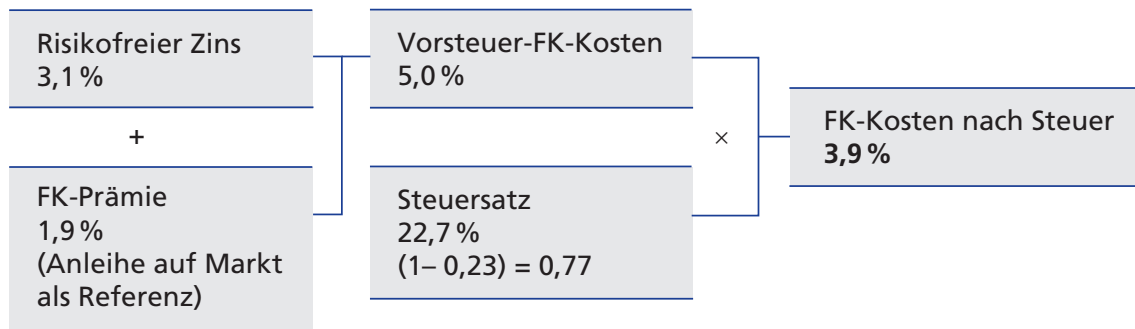 Risikofreier Zins
3,1 %
+
FK-Prämie
1,9 %
(Anleihe auf Markt
als Referenz)
Vorsteuer-FK-Kosten
5,0 %
×
Steuersatz
22,7 %
(1– 0,23) = 0,77
FK-Kosten nach Steuer
3,9 %